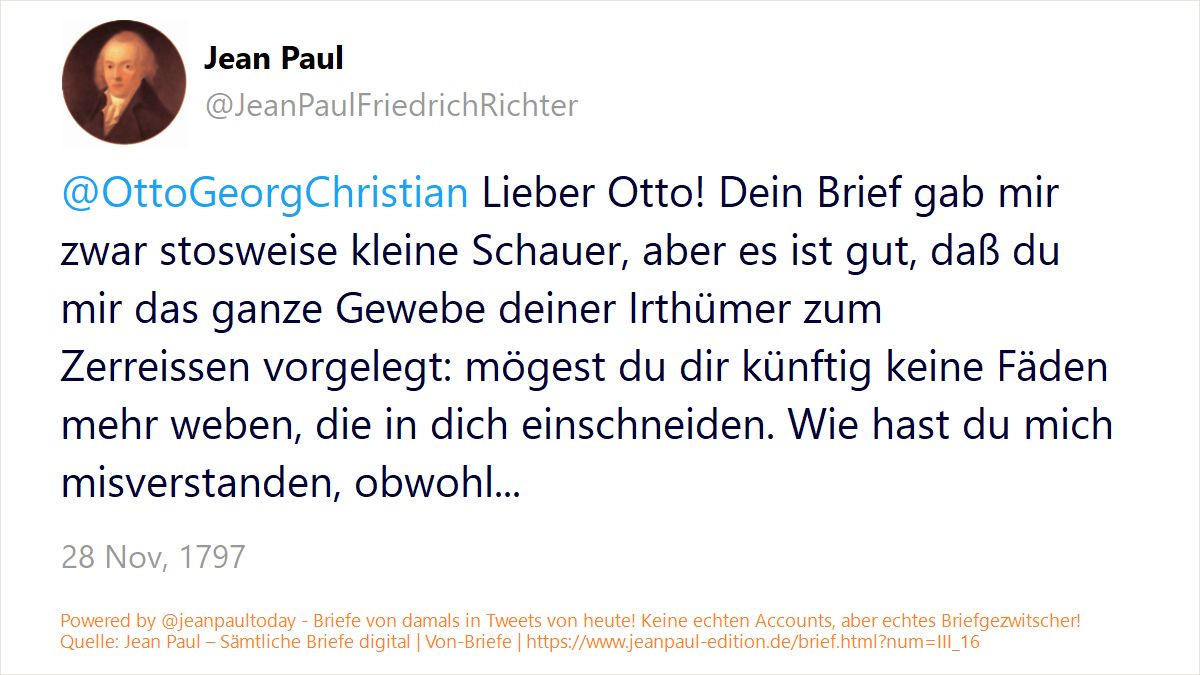 Jean Paul
@JeanPaulFriedrichRichter
@OttoGeorgChristian Lieber Otto! Dein Brief gab mir
zwar stosweise kleine Schauer, aber es ist gut, daß du
mir das ganze Gewebe deiner Irthümer zum
Zerreissen vorgelegt: mögest du dir künftig keine Fäden
mehr weben, die in dich einschneiden. Wie hast du mich
misverstanden, obwohl...
28 Nov, 1797
Powered by @jeanpaultoday - Briefe von damals in Tweets von heute! Keine echten Accounts, aber echtes Briefgezwitscher!
Quelle: Jean Paul – Sämtliche Briefe digital | Von-Briefe | https://www.jeanpaul-edition.de/brief.html?num=III_16